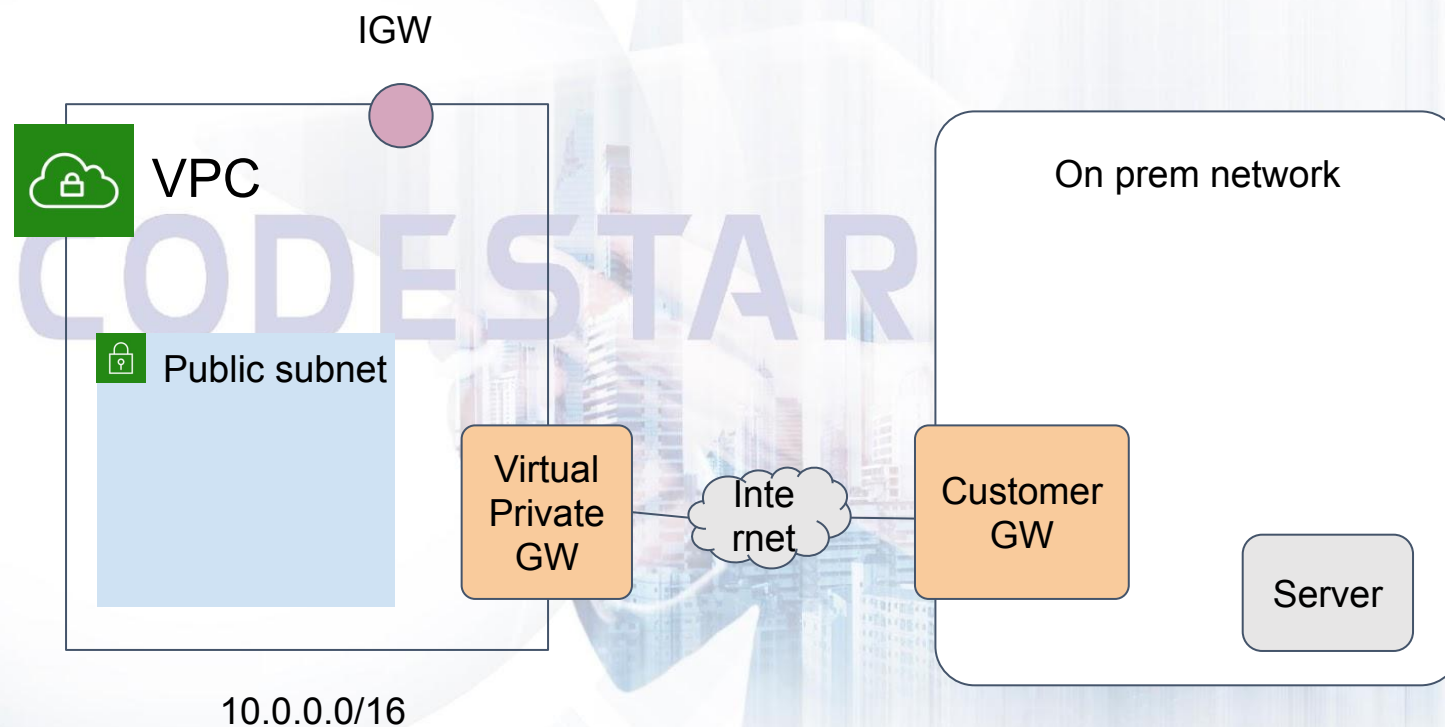 IGW
VPC
On prem network
CODESTAR
Public subnet
Virtual
Private
GW
Inte
rnet
Customer
GW
Server
10.0.0.0/16